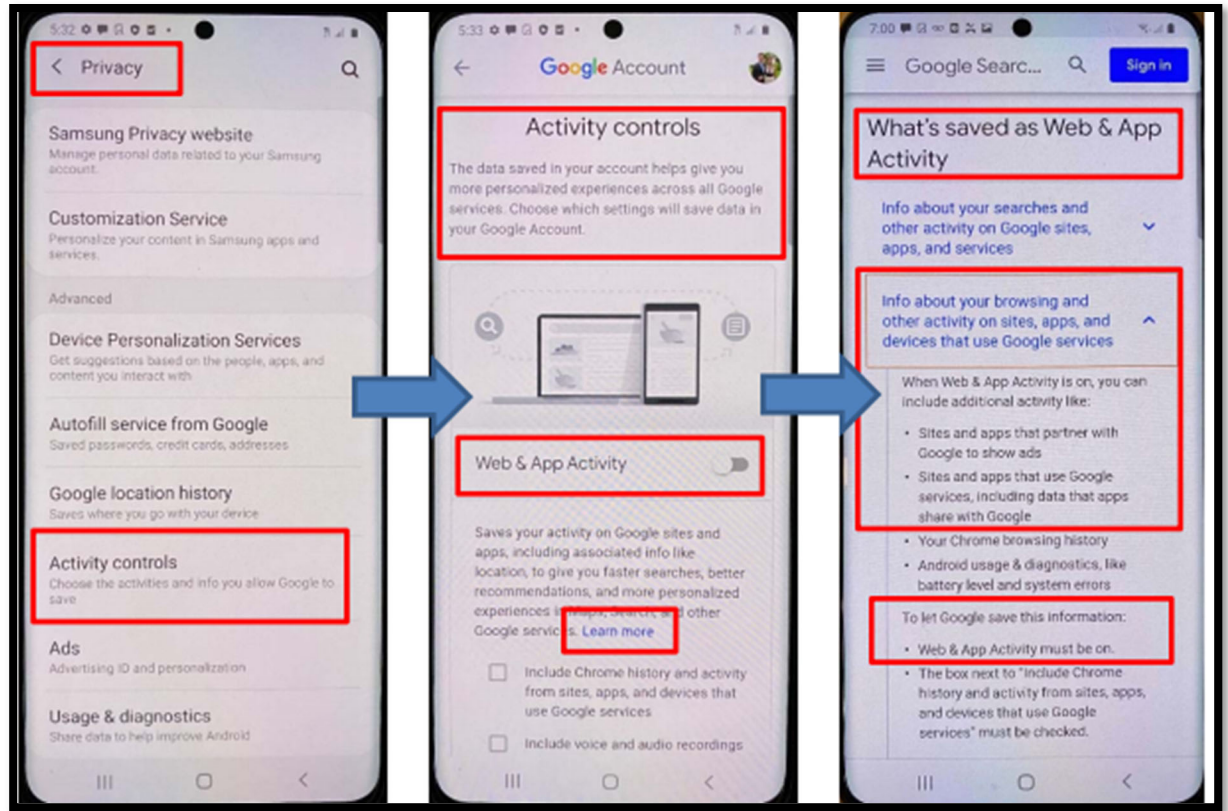 5:32
Privacy
Samsung Privacy website
Manage personal data related to your Samsung
account.
Customization Service
Personalize your content in Samsung apps and
services.
Advanced
Device Personalization Services
Get suggestions based on the people, apps, and
content you interact with
Autofill service from Google
Saved passwords, credit cards, addresses
Google location history
Saves where you go with your device
Activity controls
Choose the activities and info you allow Google to
save
Ads
Advertising ID and personalization
Usage & diagnostics
Share data to help improve Android
5:33
Google Account
Activity controls
The data saved in your account helps give you
more personalized experiences across all Google
services. Choose which settings will save data in
your Google Account.
Web & App Activity
Saves your activity on Google sites and
apps, including associated info like
location, to give you faster searches, better
recommendations, and more personalized
experiences in Maps, Search, and other
Google services. Learn more
Include Chrome history and activity
from sites, apps, and devices that
use Google services
Include voice and audio recordings
7:00
Google Searc...
Sign in
What's saved as Web & App
Activity
Info about your searches and
other activity on Google sites,
apps, and services
Info about your browsing and
other activity on sites, apps, and
devices that use Google services
When Web & App Activity is on, you can
include additional activity like:
• Sites and apps that partner with
Google to show ads
• Sites and apps that use Google
services, including data that apps
share with Google
• Your Chrome browsing history
• Android usage & diagnostics, like
battery level and system errors
To let Google save this information:
• Web & App Activity must be on.
• The box next to "Include Chrome
history and activity from sites, apps,
and devices that use Google
services" must be checked.